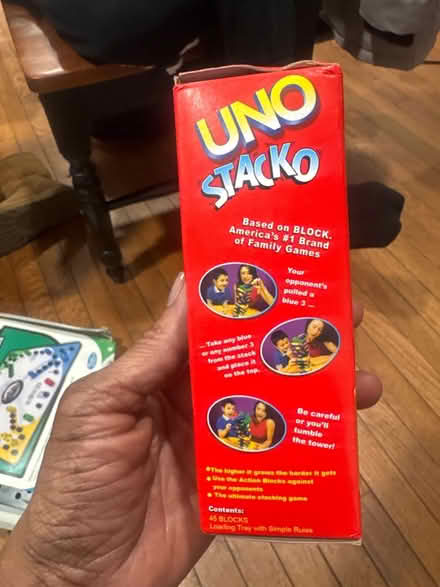 UNO
STACKO
Based on BLOCK.
America's #1 Brand
of Family Games
Your
opponent's
pulled a
blue 3 —
— Take any blue
or any number 3
from the stack
and place it
on the top.
Be careful
or you'll
tumble
the tower!
The higher it grows the harder it gets
Use the Action Blocks against
your opponents
The ultimate stacking game
Contents:
45 BLOCKS
Loading Tray with Simple Rules